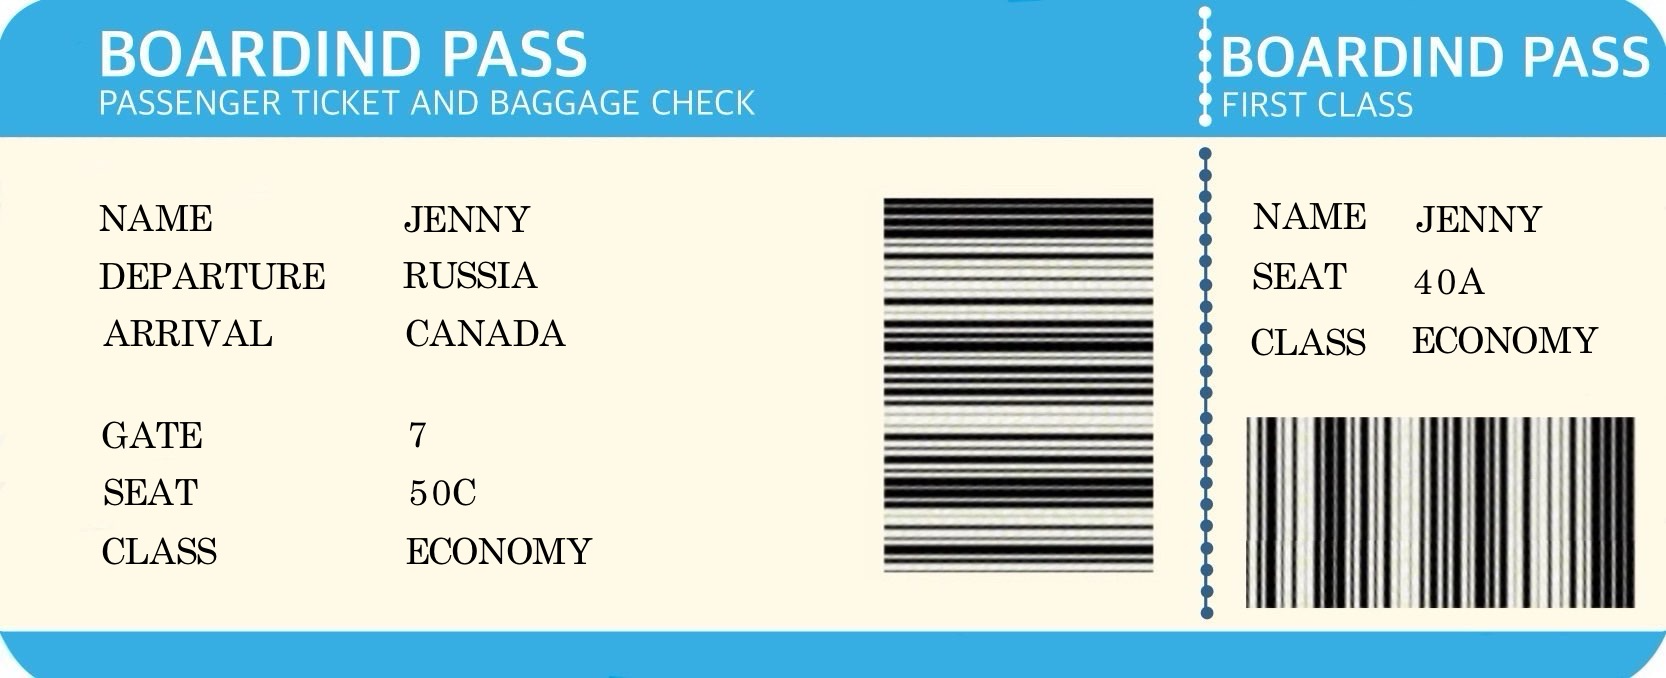 BOARDIND PASS
PASSENGER TICKET AND BAGGAGE CHECK
NAME JENNY
DEPARTURE RUSSIA
ARRIVAL CANADA
GATE 7
SEAT 50C
CLASS ECONOMY
BOARDIND PASS
FIRST CLASS
NAME JENNY
SEAT 40A
CLASS ECONOMY